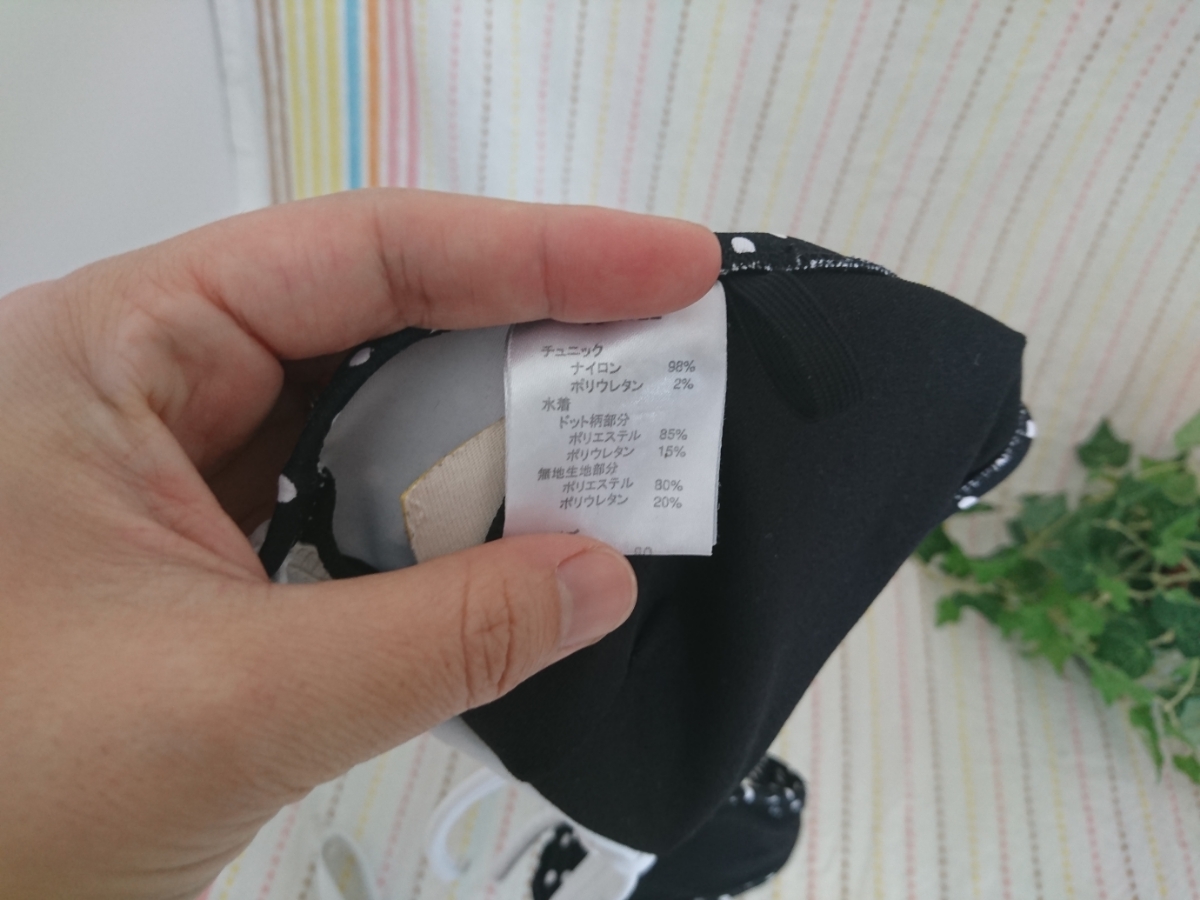 チュニック
ナイロン 98%
ポリウレタン 2%
水着
ドット柄部分
ポリエステル 85%
ポリウレタン 15%
無地生地部分
ポリエステル 80%
ポリウレタン 20%